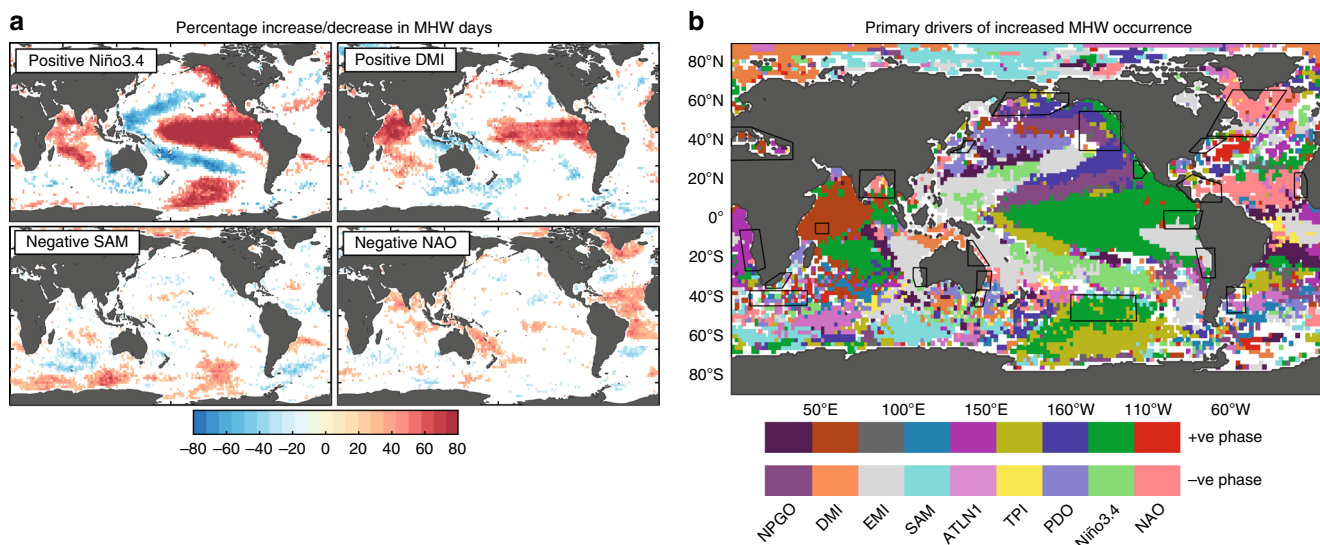 a
Percentage increase/decrease in MHW days
Positive Niño3.4
Positive DMI
Negative SAM
Negative NAO
–80 –60 –40 –20 0 20 40 60 80
b
Primary drivers of increased MHW occurrence
80°N
60°N
40°N
20°N
0°
20°S
40°S
60°S
80°S
50°E 100°E 150°E 160°W 110°W 60°W
+ve phase
–ve phase
NPGO DMI EMI SAM ATLN1 TPI PDO Niño3.4 NAO